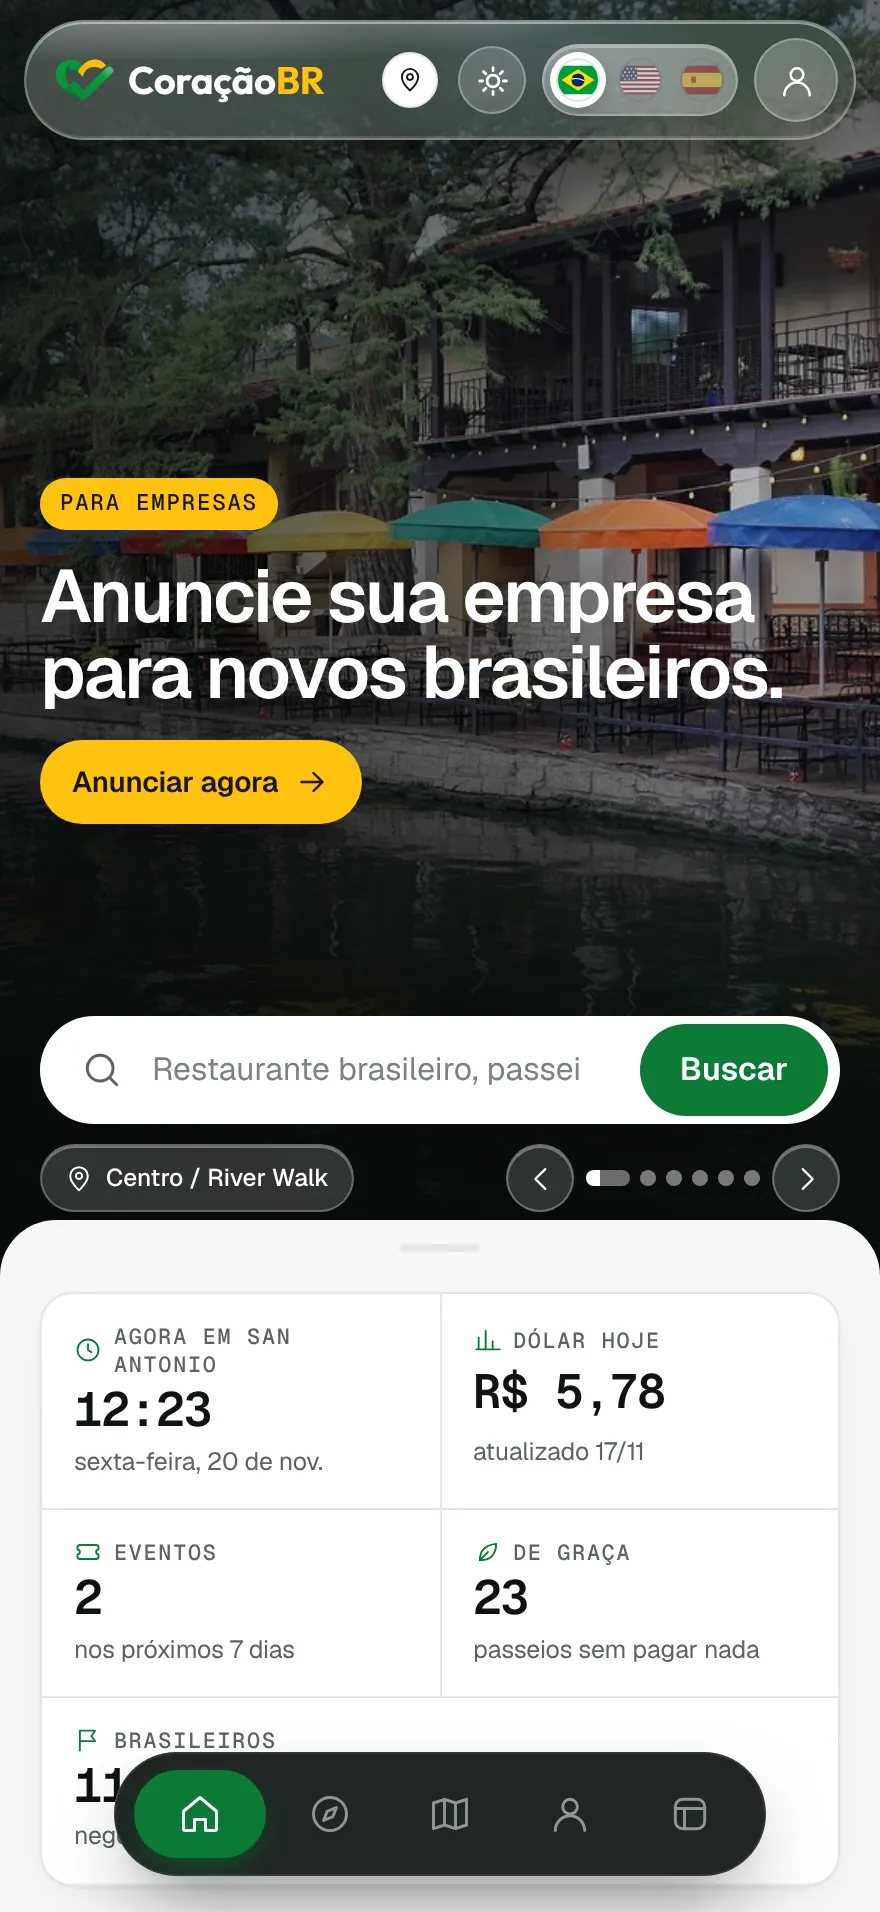 CoraçãoBR
PARA EMPRESAS
Anuncie sua empresa
para novos brasileiros.
Anunciar agora
Restaurante brasileiro, passei
Buscar
Centro / River Walk
AGORA EM SAN
ANTONIO
12:23
sexta-feira, 20 de nov.
DÓLAR HOJE
R$ 5,78
atualizado 17/11
EVENTOS
2
nos próximos 7 dias
DE GRAÇA
23
passeios sem pagar nada
BRASILEIROS
11